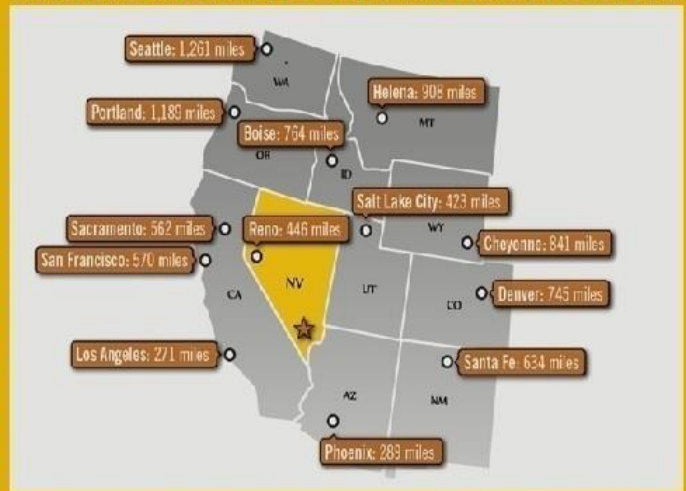 Seattle: 1,261 miles
WA
Helena: 908 miles
Portland: 1,189 miles
MT
Boise: 764 miles
OR
ID
Salt Lake City: 423 miles
Sacramento: 562 miles
Reno: 446 miles
WY
Cheyenne: 841 miles
San Francisco: 570 miles
NV
UT
CA
CO
Denver: 745 miles
Los Angeles: 271 miles
Santa Fe: 634 miles
AZ
NM
Phoenix: 289 miles